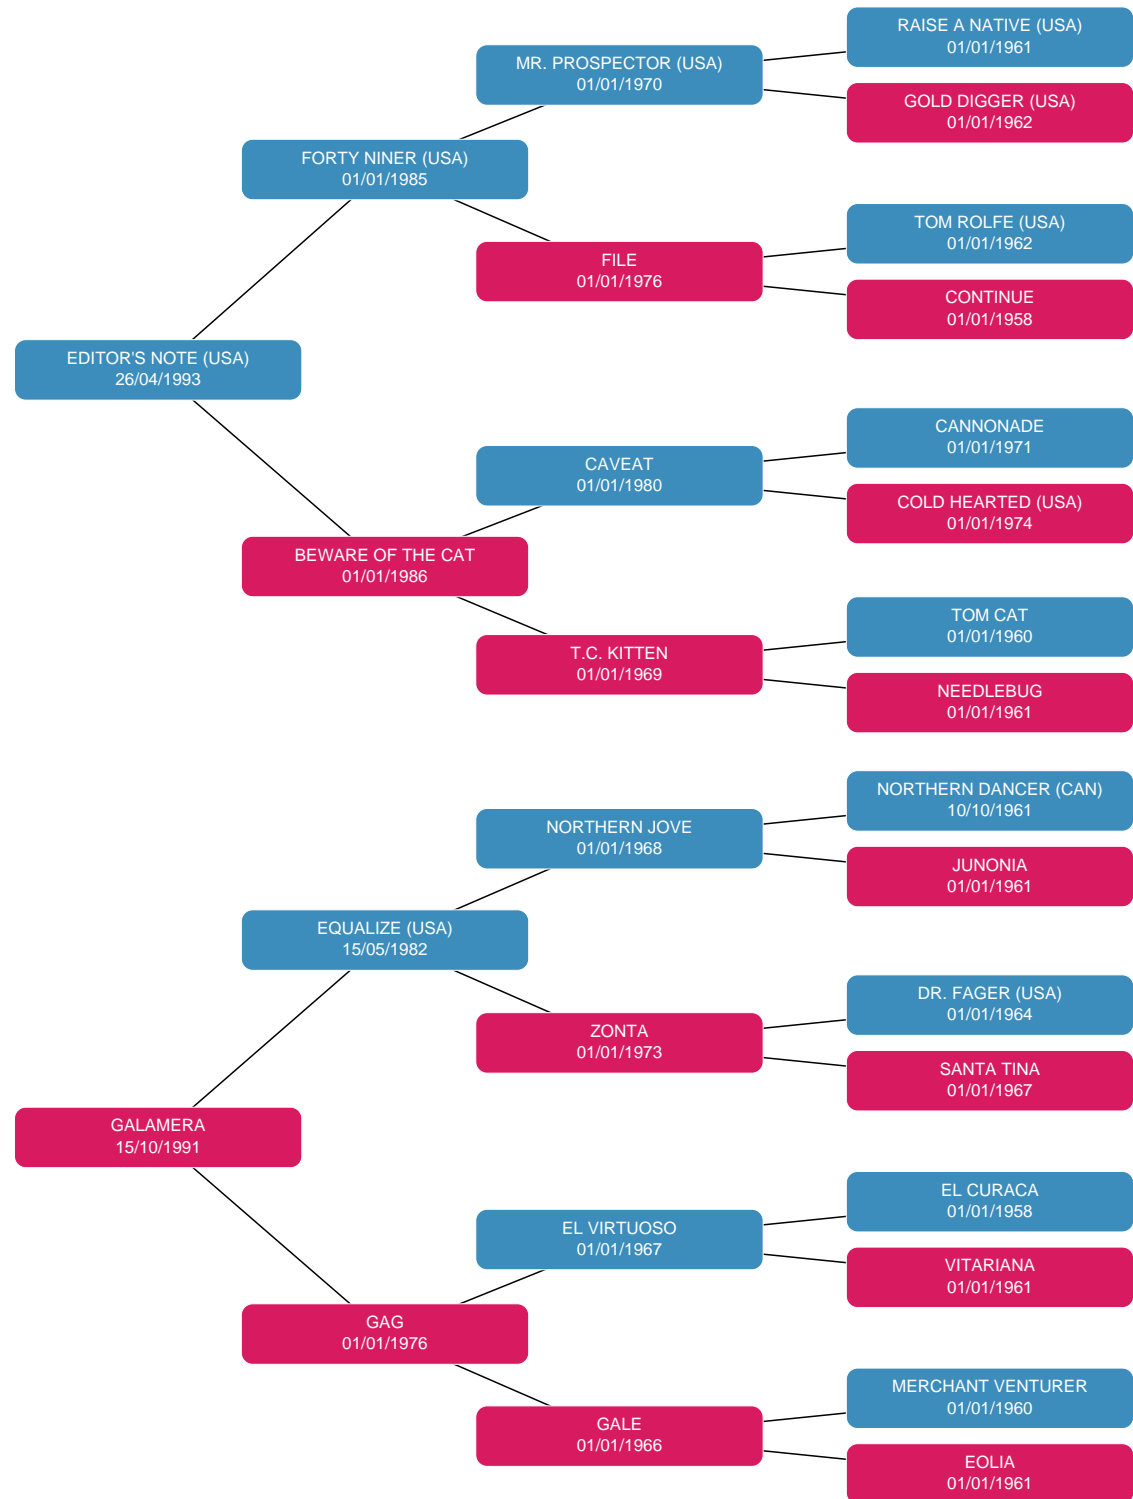 RAISE A NATIVE (USA)
01/01/1961
MR. PROSPECTOR (USA)
01/01/1970
GOLD DIGGER (USA)
01/01/1962
FORTY NINER (USA)
01/01/1985
TOM ROLFE (USA)
01/01/1962
FILE
01/01/1976
CONTINUE
01/01/1958
EDITOR'S NOTE (USA)
26/04/1993
CANNONADE
01/01/1971
CAVEAT
01/01/1980
COLD HEARTED (USA)
01/01/1974
BEWARE OF THE CAT
01/01/1986
TOM CAT
01/01/1960
T.C. KITTEN
01/01/1969
NEEDLEBUG
01/01/1961
NORTHERN DANCER (CAN)
10/10/1961
NORTHERN JOVE
01/01/1968
JUNONIA
01/01/1961
EQUALIZE (USA)
15/05/1982
DR. FAGER (USA)
01/01/1964
ZONTA
01/01/1973
SANTA TINA
01/01/1967
GALAMERA
15/10/1991
EL CURACA
01/01/1958
EL VIRTUOSO
01/01/1967
VITARIANA
01/01/1961
GAG
01/01/1976
MERCHANT VENTURER
01/01/1960
GALE
01/01/1966
EOLIA
01/01/1961